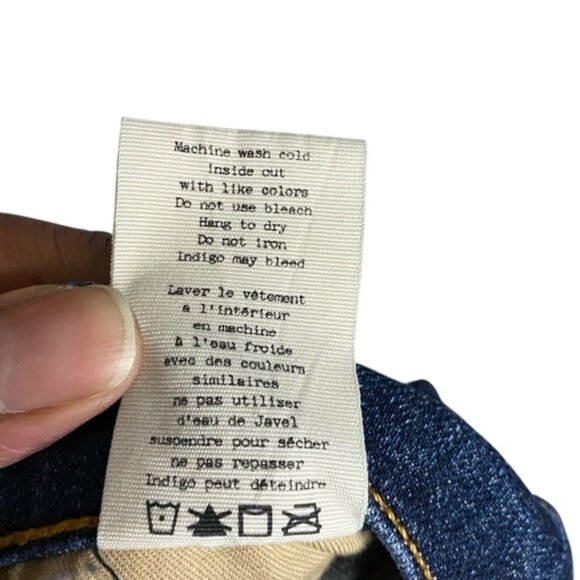 Machine wash cold
inside out
with like colors
Do not use bleach
Hang to dry
Do not iron
Indigo may bleed
Laver le vêtement
à l'intérieur
en machine
à l'eau froide
avec des couleurs
similaires
ne pas utiliser
d'eau de Javel
suspendre pour sécher
ne pas repasser
Indigo peut déteindre